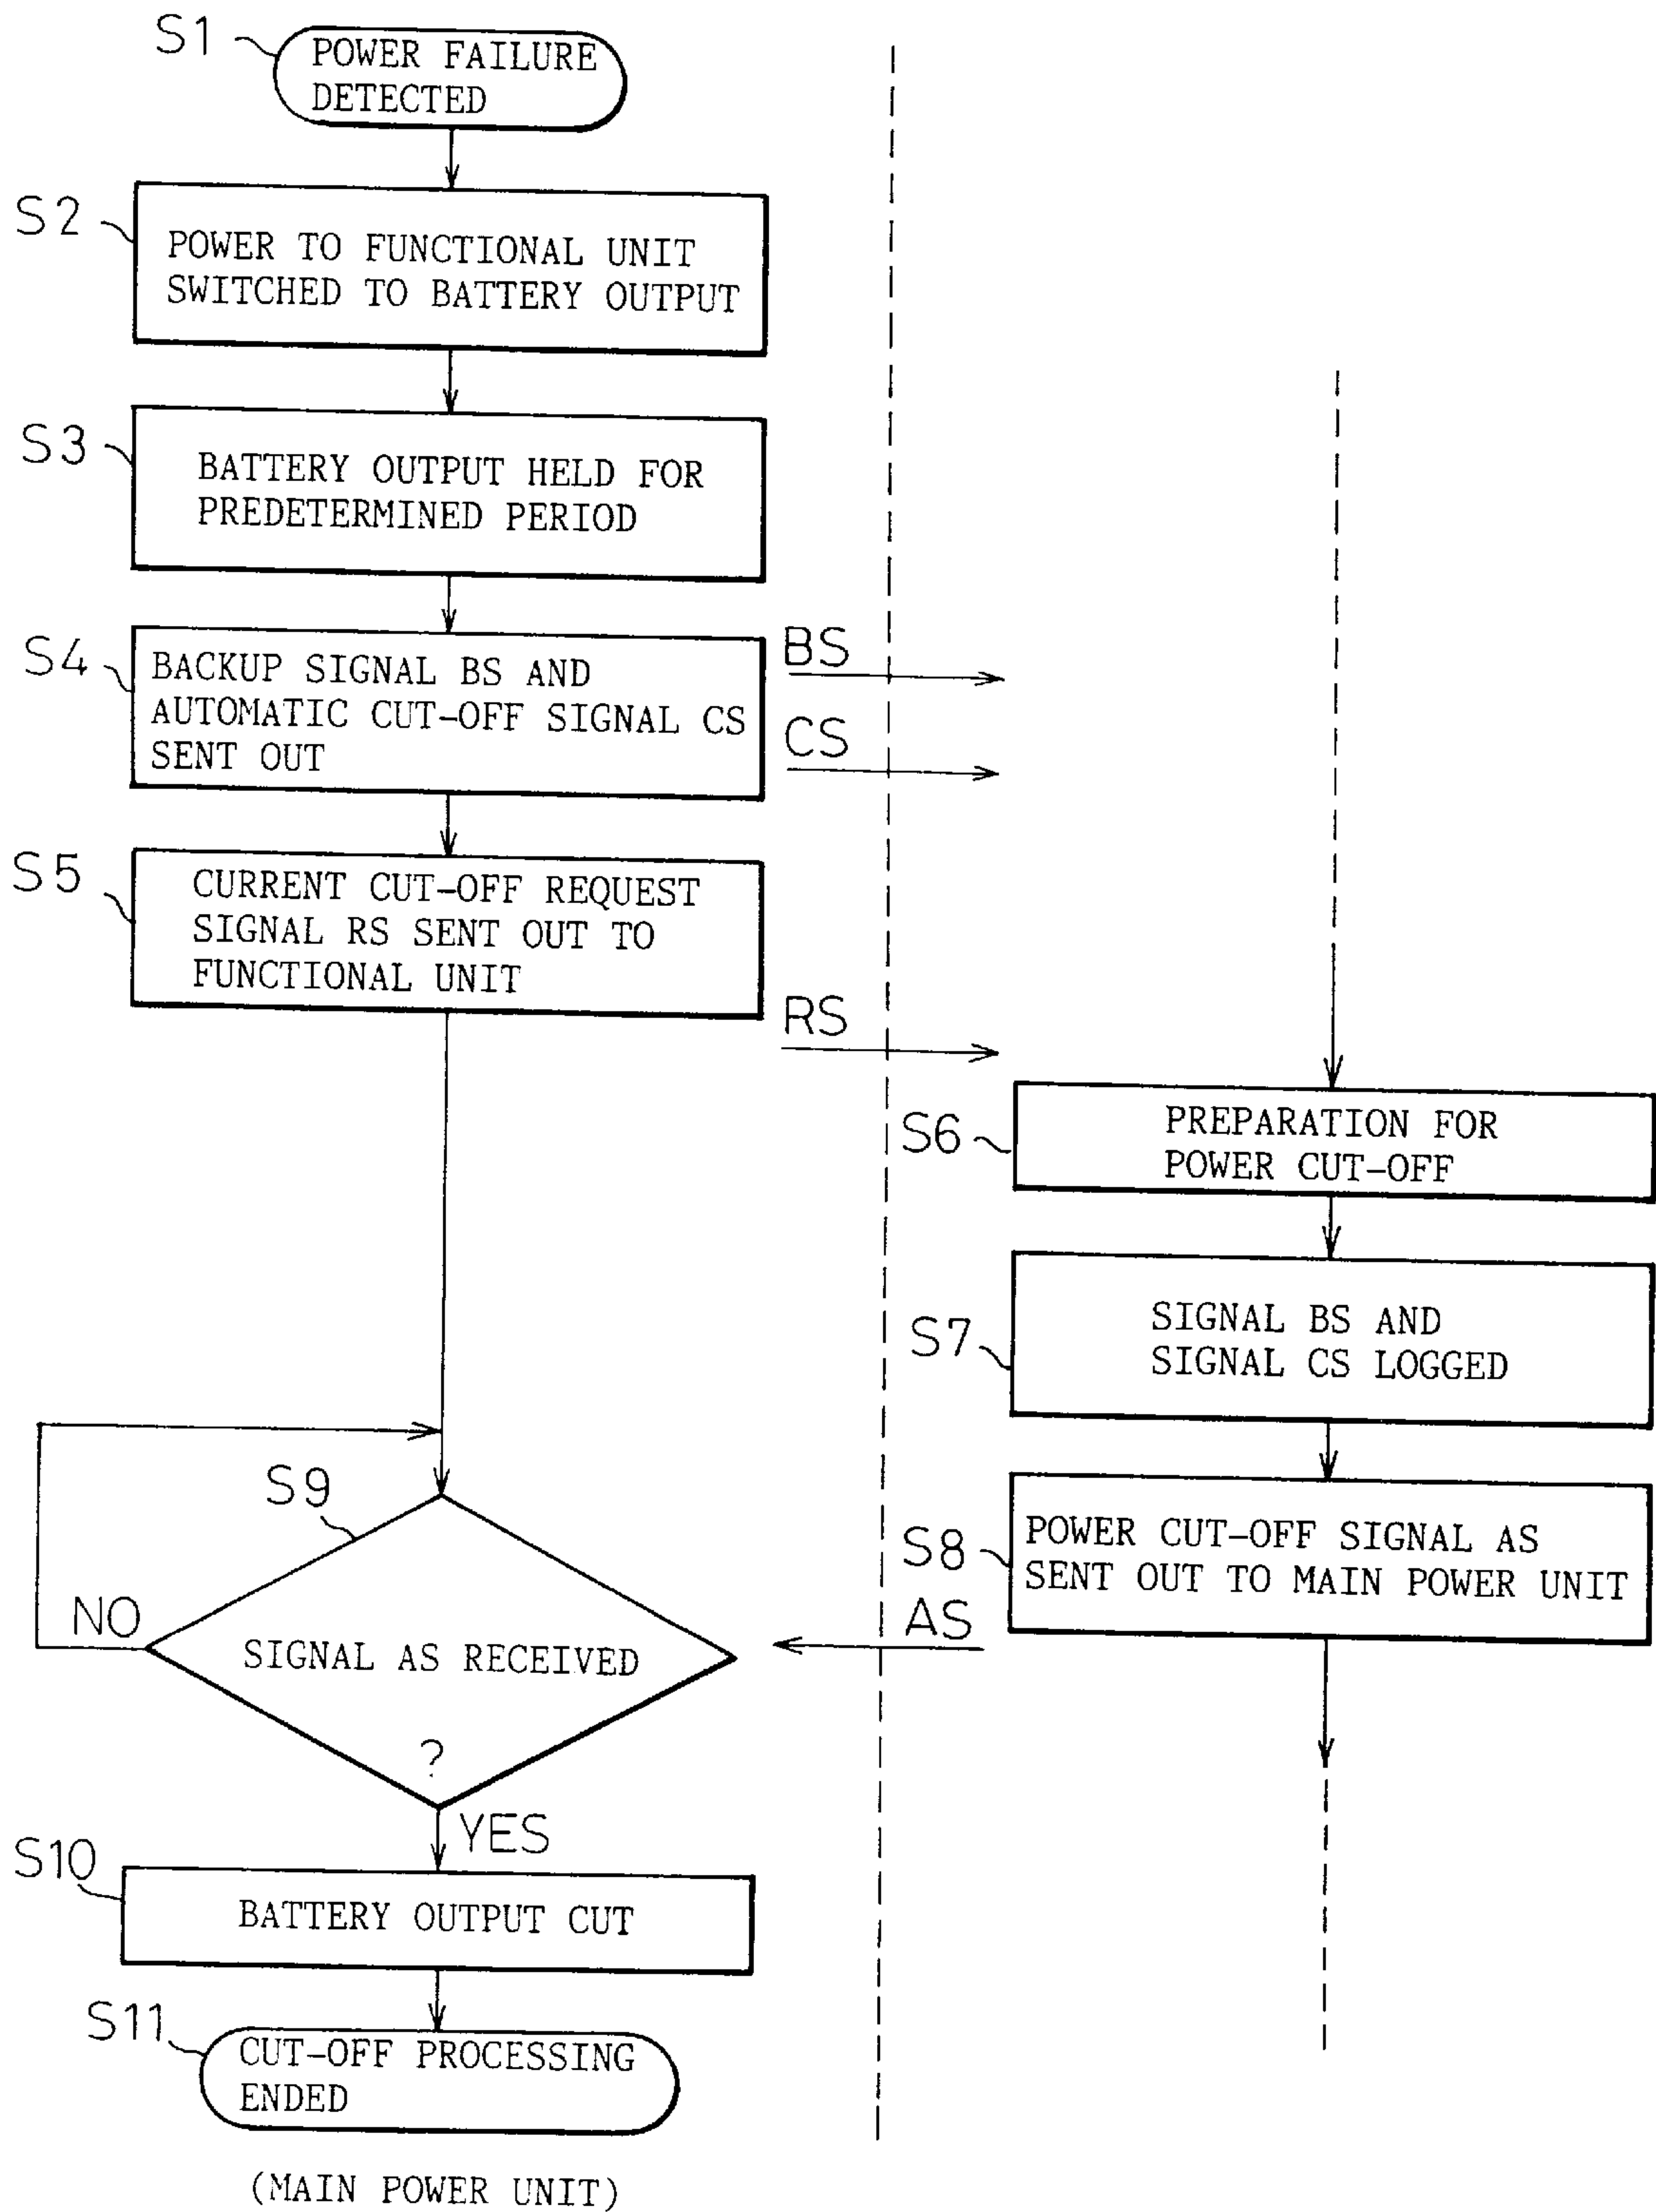 S1
POWER FAILURE
DETECTED
S2
POWER TO FUNCTIONAL UNIT
SWITCHED TO BATTERY OUTPUT
S3
BATTERY OUTPUT HELD FOR
PREDETERMINED PERIOD
S4
BACKUP SIGNAL BS AND
AUTOMATIC CUT-OFF SIGNAL CS
SENT OUT
BS
CS
S5
CURRENT CUT-OFF REQUEST
SIGNAL RS SENT OUT TO
FUNCTIONAL UNIT
RS
S6
PREPARATION FOR
POWER CUT-OFF
S7
SIGNAL BS AND
SIGNAL CS LOGGED
S8
POWER CUT-OFF SIGNAL AS
SENT OUT TO MAIN POWER UNIT
AS
S9
NO
SIGNAL AS RECEIVED
?
YES
S10
BATTERY OUTPUT CUT
S11
CUT-OFF PROCESSING
ENDED
(MAIN POWER UNIT)